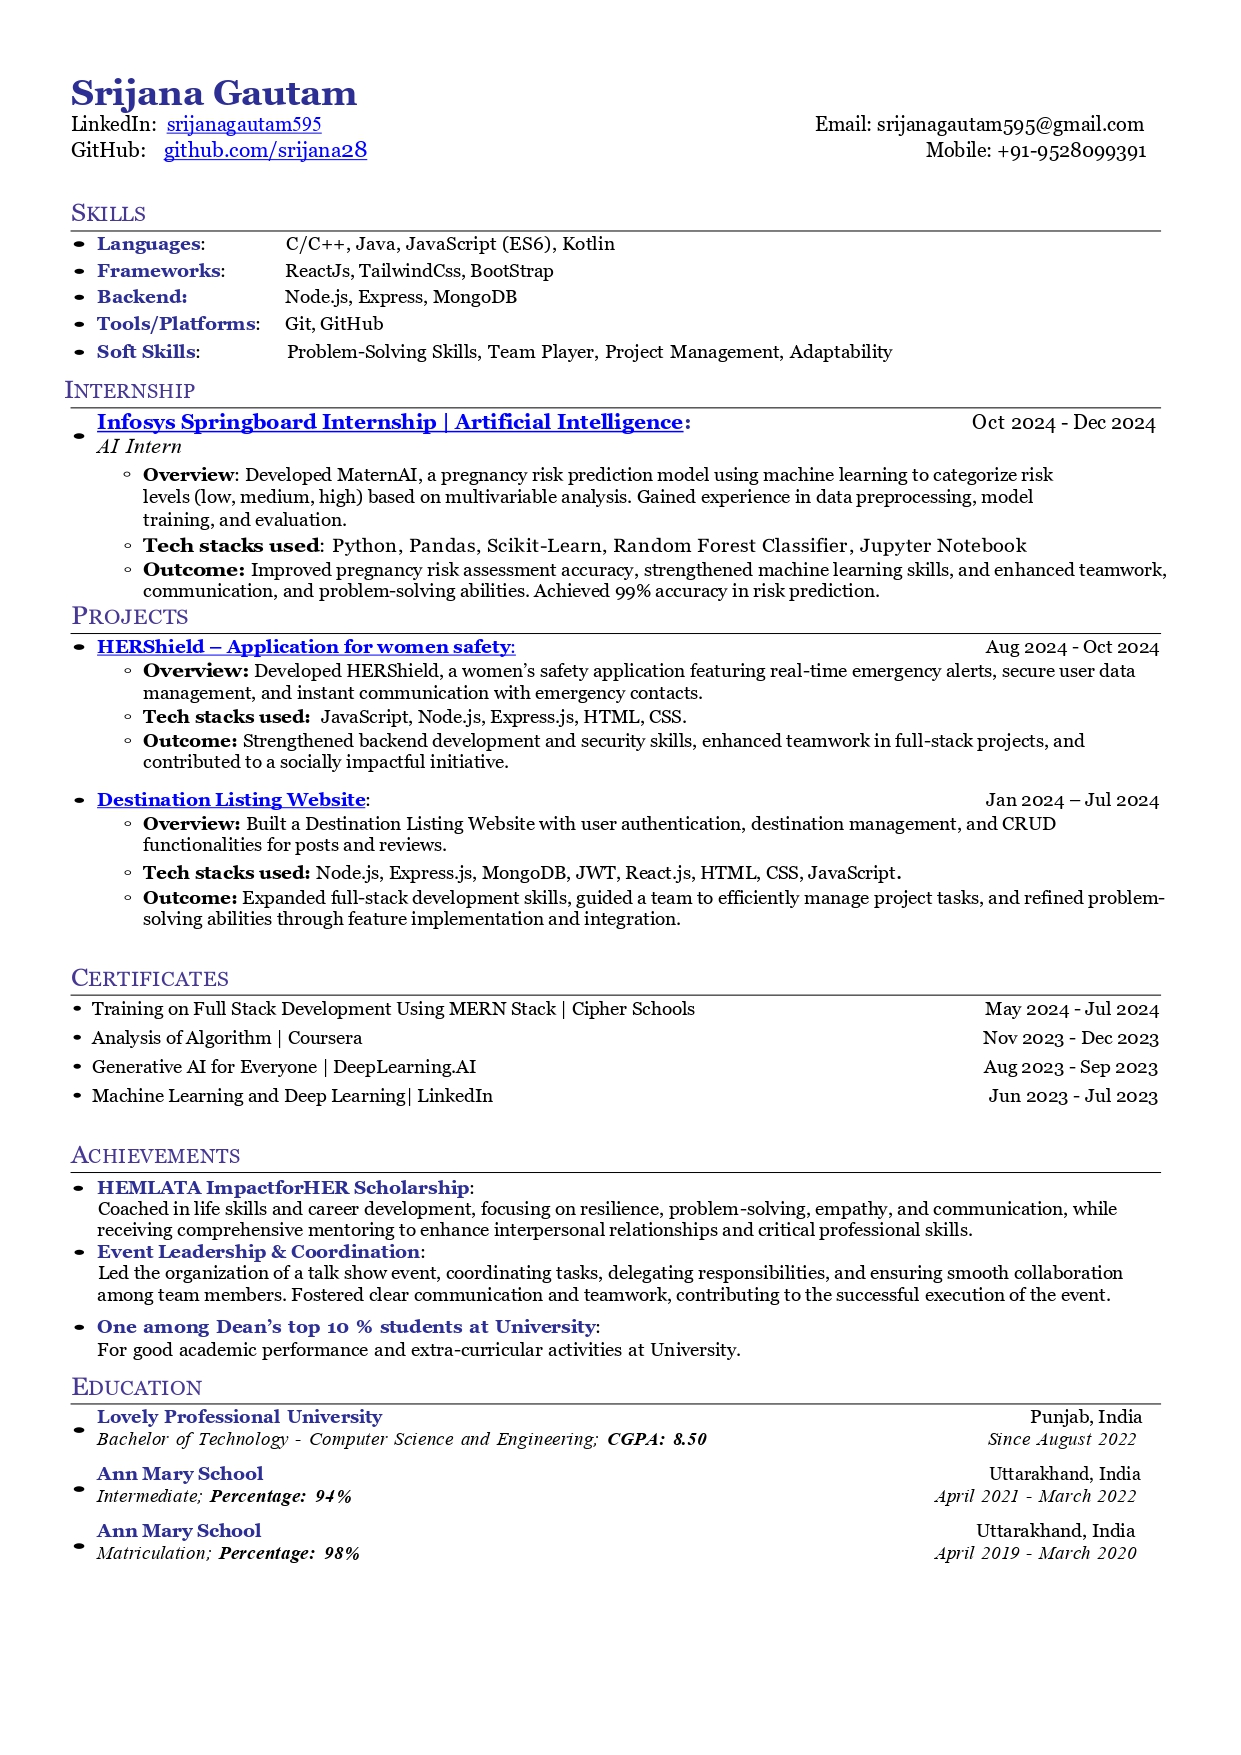 Srijana Gautam
LinkedIn: srijanagautam595 Email: srijanagautam595@gmail.com
GitHub: github.com/srijana28 Mobile: +91-9528099391
SKILLS
• Languages: C/C++, Java, JavaScript (ES6), Kotlin
• Frameworks: ReactJs, TailwindCss, BootStrap
• Backend: Node.js, Express, MongoDB
• Tools/Platforms: Git, GitHub
• Soft Skills: Problem-Solving Skills, Team Player, Project Management, Adaptability
INTERNSHIP
• Infosys Springboard Internship | Artificial Intelligence: Oct 2024 - Dec 2024
AI Intern
○ Overview: Developed MaternAI, a pregnancy risk prediction model using machine learning to categorize risk
levels (low, medium, high) based on multivariable analysis. Gained experience in data preprocessing, model
training, and evaluation.
○ Tech stacks used: Python, Pandas, Scikit-Learn, Random Forest Classifier, Jupyter Notebook
○ Outcome: Improved pregnancy risk assessment accuracy, strengthened machine learning skills, and enhanced teamwork,
communication, and problem-solving abilities. Achieved 99% accuracy in risk prediction.
PROJECTS
• HERShield – Application for women safety: Aug 2024 - Oct 2024
○ Overview: Developed HERShield, a women's safety application featuring real-time emergency alerts, secure user data
management, and instant communication with emergency contacts.
○ Tech stacks used: JavaScript, Node.js, Express.js, HTML, CSS.
○ Outcome: Strengthened backend development and security skills, enhanced teamwork in full-stack projects, and
contributed to a socially impactful initiative.
• Destination Listing Website: Jan 2024 – Jul 2024
○ Overview: Built a Destination Listing Website with user authentication, destination management, and CRUD
functionalities for posts and reviews.
○ Tech stacks used: Node.js, Express.js, MongoDB, JWT, React.js, HTML, CSS, JavaScript.
○ Outcome: Expanded full-stack development skills, guided a team to efficiently manage project tasks, and refined problem-
solving abilities through feature implementation and integration.
CERTIFICATES
• Training on Full Stack Development Using MERN Stack | Cipher Schools May 2024 - Jul 2024
• Analysis of Algorithm | Coursera Nov 2023 - Dec 2023
• Generative AI for Everyone | DeepLearning.AI Aug 2023 - Sep 2023
• Machine Learning and Deep Learning| LinkedIn Jun 2023 - Jul 2023
ACHIEVEMENTS
• HEMLATA ImpactforHER Scholarship:
Coached in life skills and career development, focusing on resilience, problem-solving, empathy, and communication, while
receiving comprehensive mentoring to enhance interpersonal relationships and critical professional skills.
• Event Leadership & Coordination:
Led the organization of a talk show event, coordinating tasks, delegating responsibilities, and ensuring smooth collaboration
among team members. Fostered clear communication and teamwork, contributing to the successful execution of the event.
• One among Dean's top 10 % students at University:
For good academic performance and extra-curricular activities at University.
EDUCATION
• Lovely Professional University Punjab, India
Bachelor of Technology - Computer Science and Engineering; CGPA: 8.50 Since August 2022
• Ann Mary School Uttarakhand, India
Intermediate; Percentage: 94% April 2021 - March 2022
• Ann Mary School Uttarakhand, India
Matriculation; Percentage: 98% April 2019 - March 2020